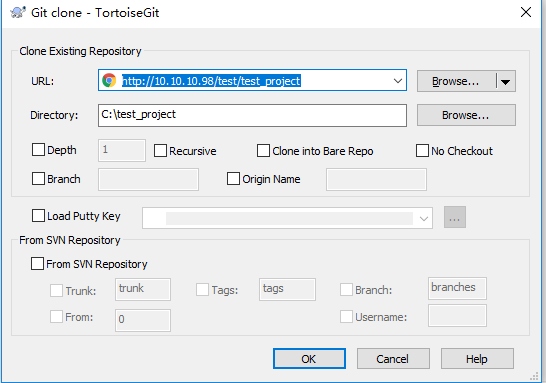 Git clone - TortoiseGit
Clone Existing Repository
URL: http://10.10.10.98/test/test_project Browse...
Directory: C:\test_project Browse...
Depth 1 Recursive Clone into Bare Repo No Checkout
Branch Origin Name
Load Putty Key ...
From SVN Repository
From SVN Repository
Trunk: trunk Tags: tags Branch: branches
From: 0 Username:
OK Cancel Help